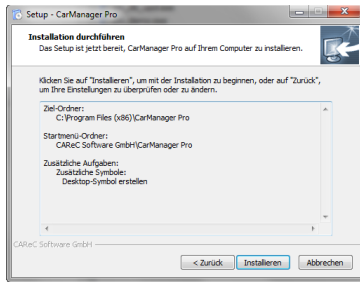 Setup - CarManager Pro
Installation durchführen
Das Setup ist jetzt bereit, CarManager Pro auf Ihrem Computer zu installieren.
Klicken Sie auf "Installieren", um mit der Installation zu beginnen, oder auf "Zurück",
um Ihre Einstellungen zu überprüfen oder zu ändern.
Ziel-Ordner:
C:\Program Files (x86)\CarManager Pro
Startmenü-Ordner:
CAReC Software GmbH\CarManager Pro
Zusätzliche Aufgaben:
Zusätzliche Symbole:
Desktop-Symbol erstellen
CAReC Software GmbH
< Zurück
Installieren
Abbrechen